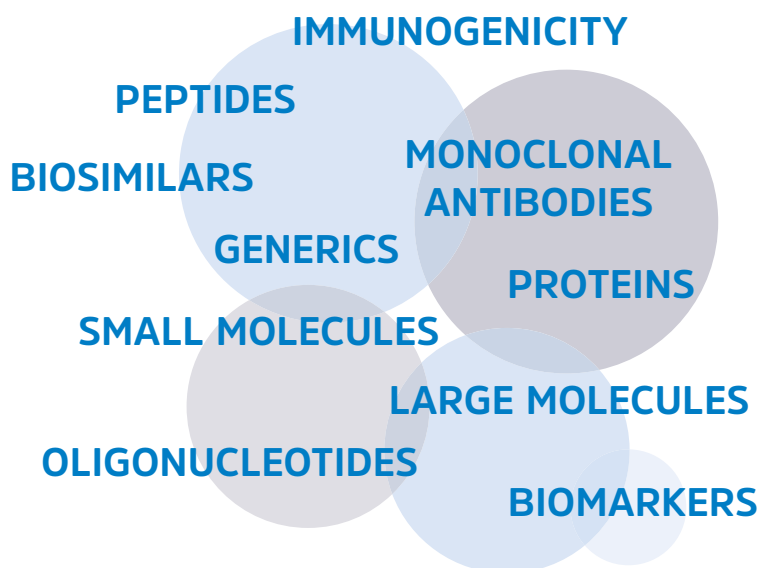 IMMUNOGENICITY
PEPTIDES
MONOCLONAL
ANTIBODIES
BIOSIMILARS
GENERICS
PROTEINS
SMALL MOLECULES
LARGE MOLECULES
OLIGONUCLEOTIDES
BIOMARKERS